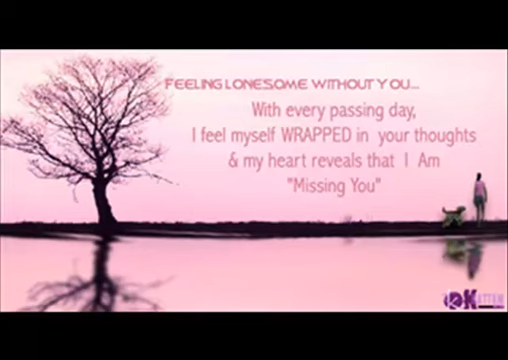 FEELING LONESOME WITHOUT YOU...
With every passing day,
I feel myself WRAPPED in your thoughts
& my heart reveals that I Am
"Missing You"